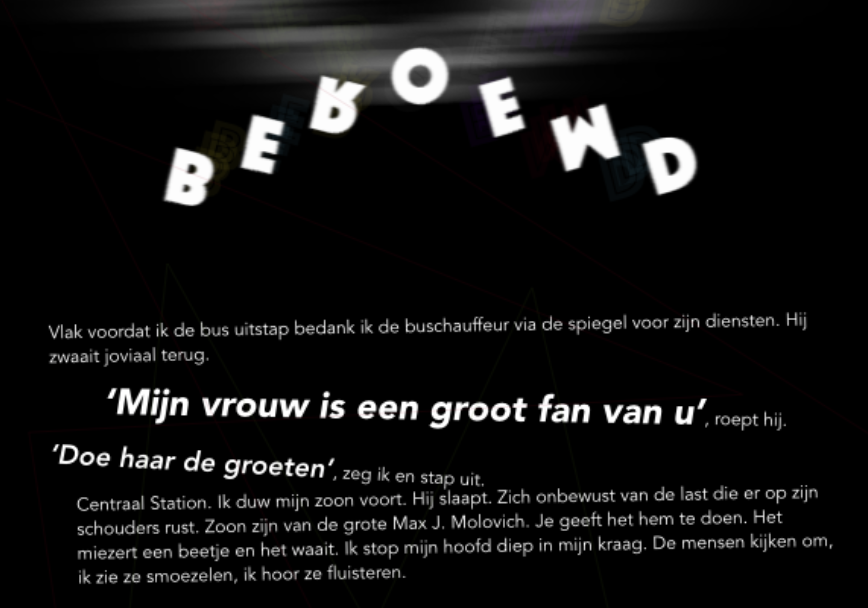 BEROEMD
Vlak voordat ik de bus uitstap bedank ik de buschauffeur via de spiegel voor zijn diensten. Hij
zwaait joviaal terug.
‘Mijn vrouw is een groot fan van u’, roept hij.
‘Doe haar de groeten’, zeg ik en stap uit.
Centraal Station. Ik duw mijn zoon voort. Hij slaapt. Zich onbewust van de last die er op zijn
schouders rust. Zoon zijn van de grote Max J. Molovich. Je geeft het hem te doen. Het
miezert een beetje en het waait. Ik stop mijn hoofd diep in mijn kraag. De mensen kijken om,
ik zie ze smoezelen, ik hoor ze fluisteren.